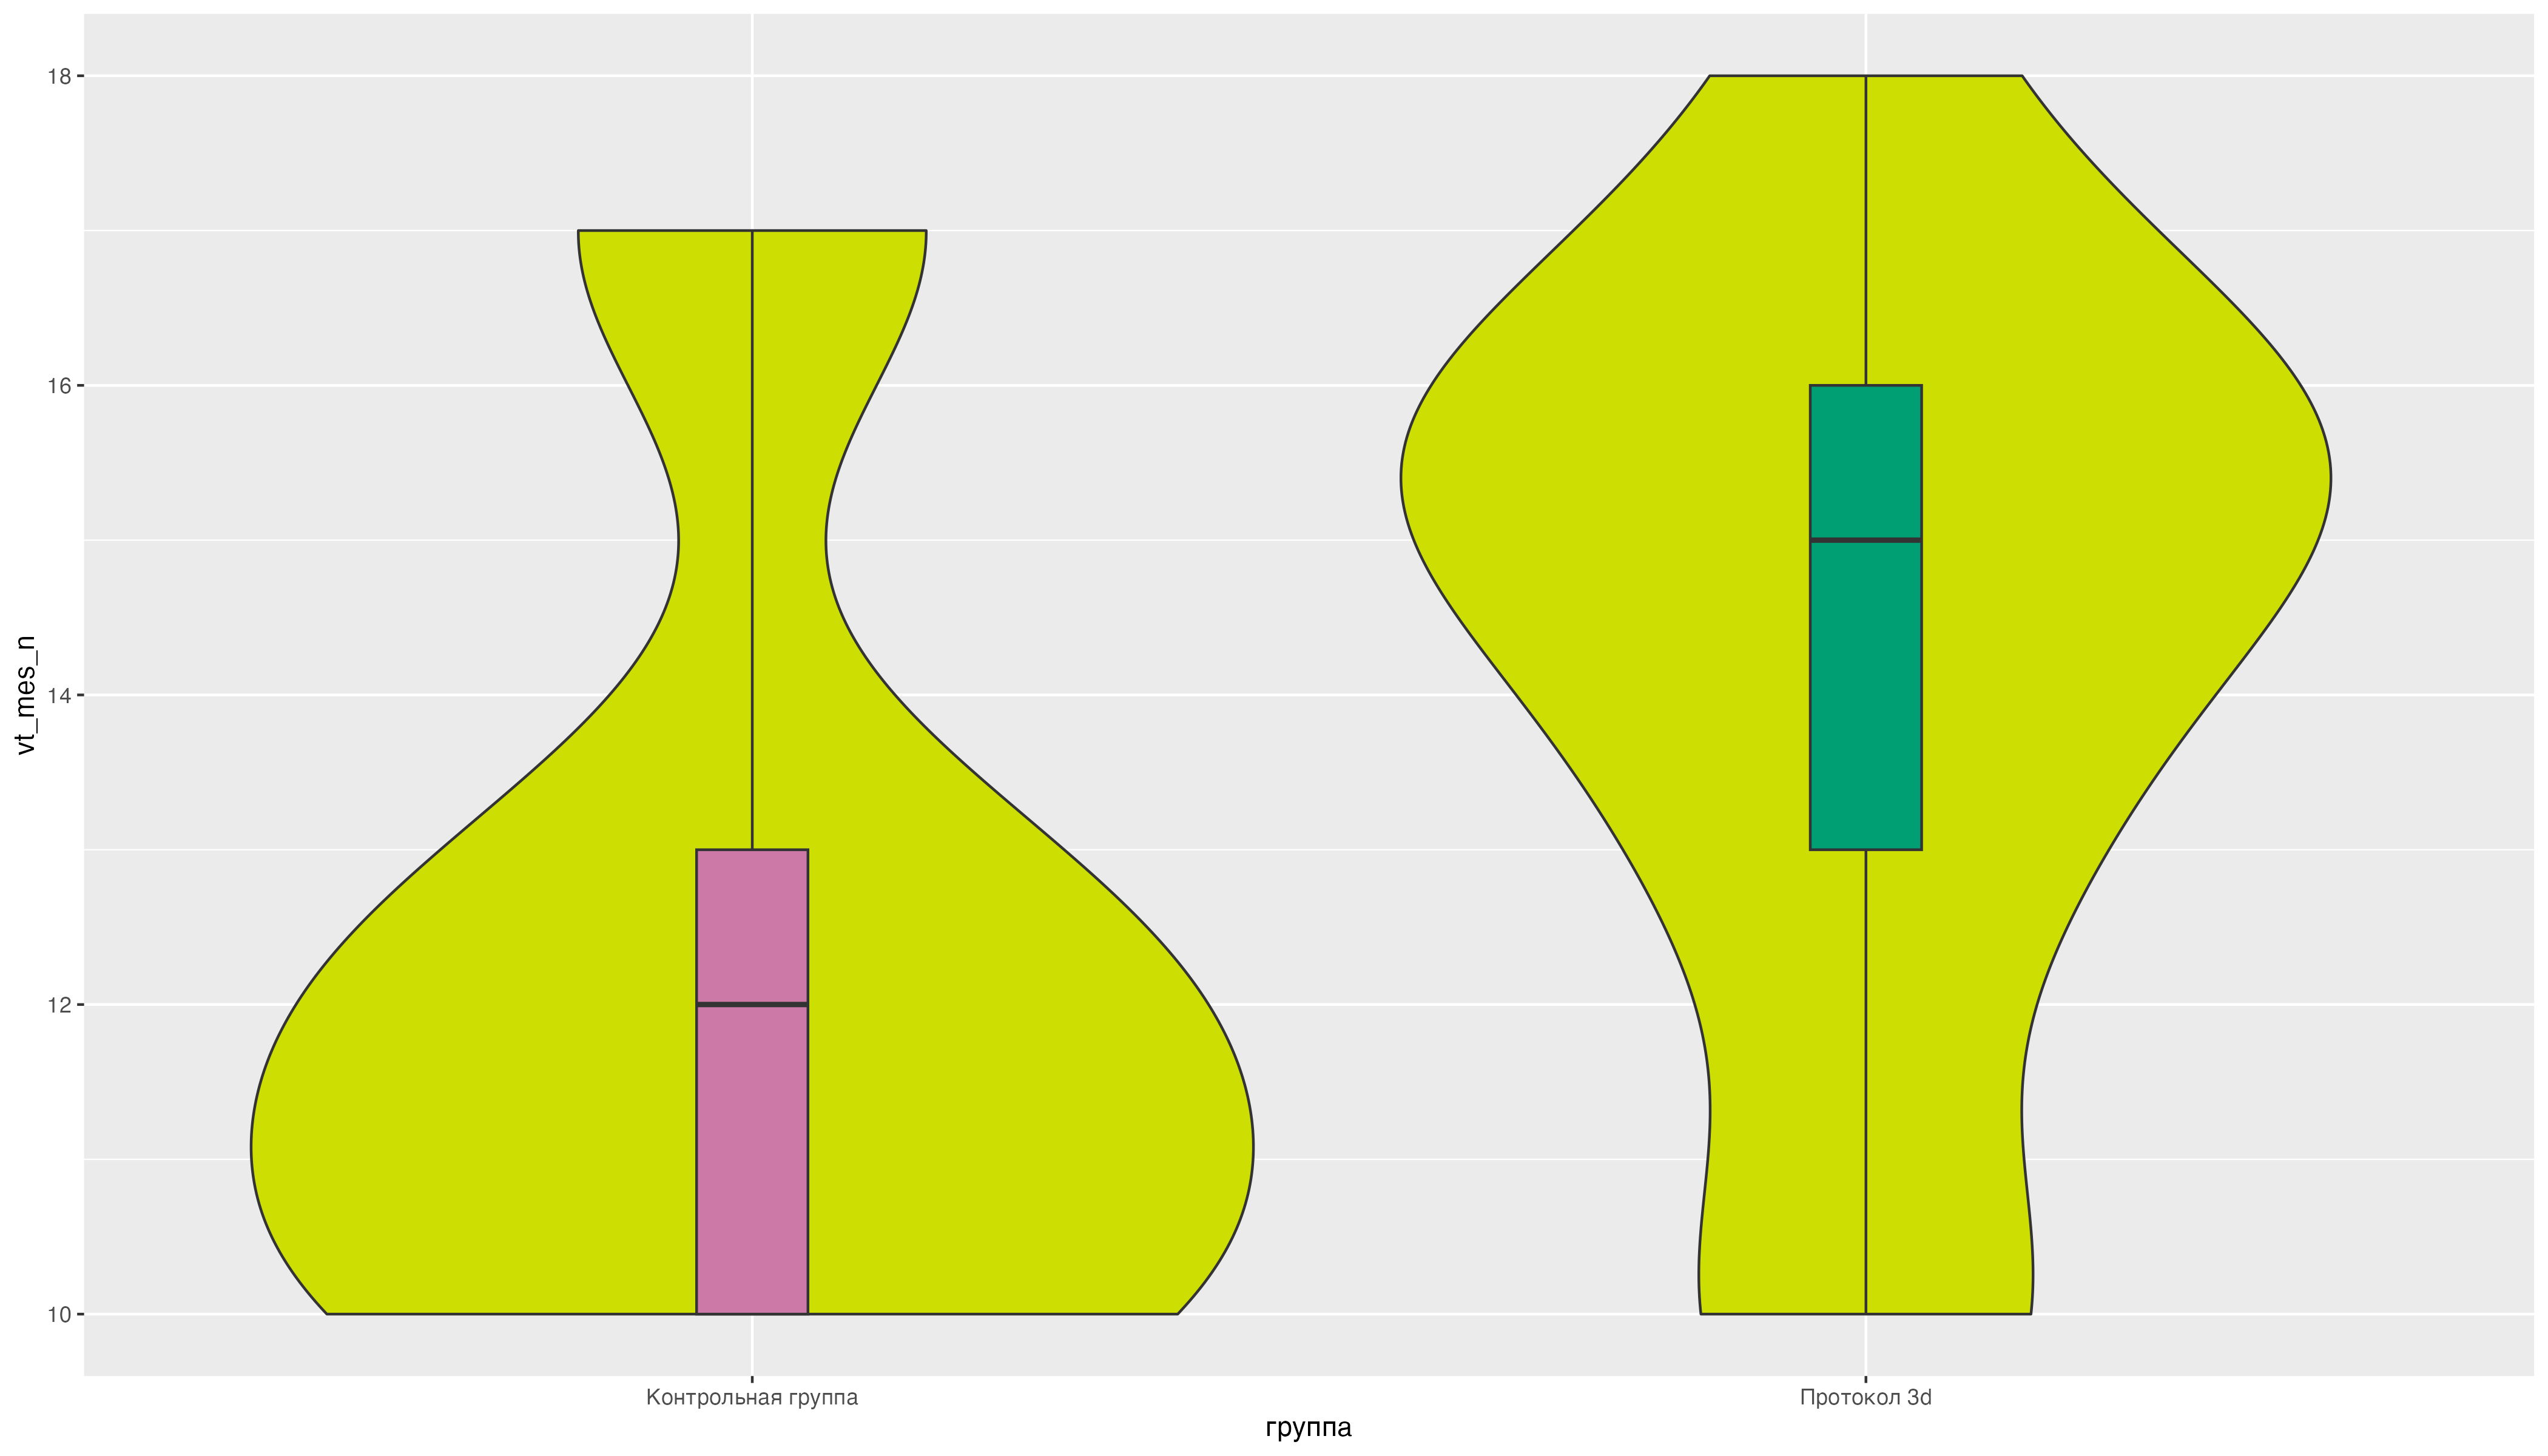 18
16
14
12
10
vt_mes_n
Контрольная группа
Протокол 3d
группа